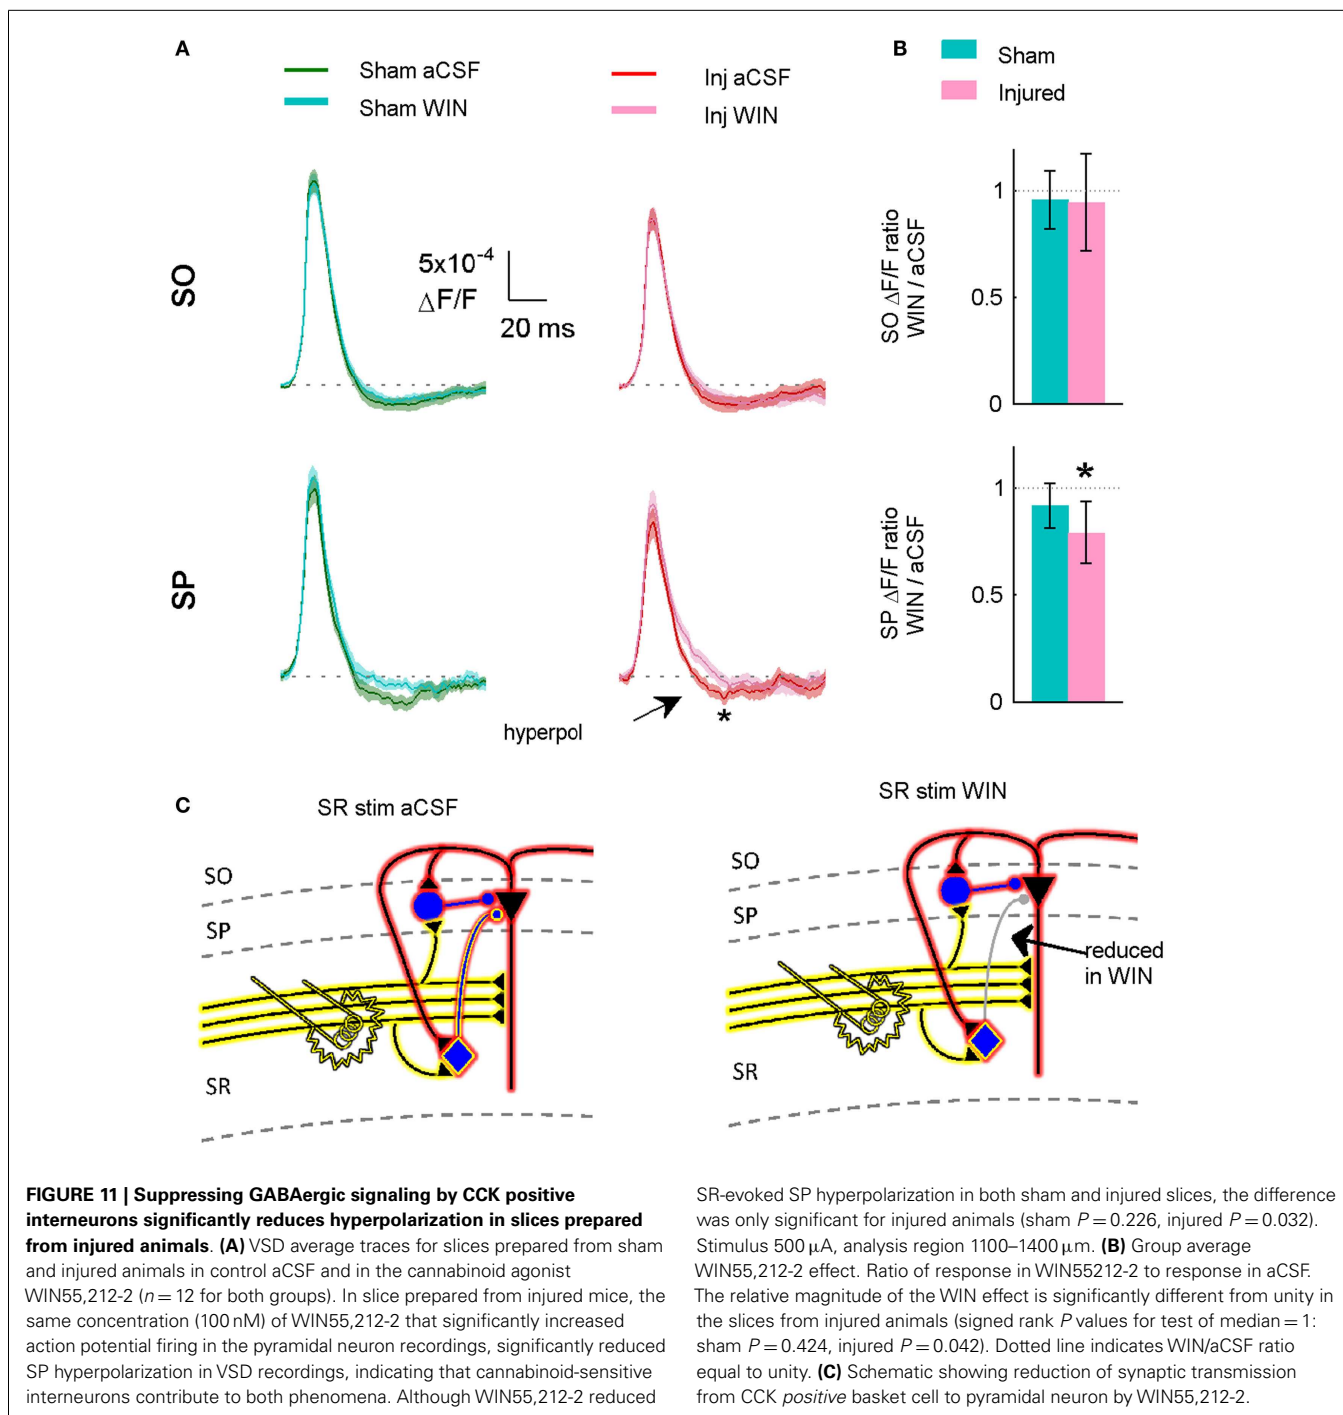 A
B
Sham aCSF
Sham WIN
Inj aCSF
Inj WIN
Sham
Injured
SO
5x10-4
ΔF/F
20 ms
SO ΔF/F ratio
WIN / aCSF
1
0.5
0
SP
hyperpol
*
SP ΔF/F ratio
WIN / aCSF
*
1
0.5
0
C
SR stim aCSF
SO
SP
SR
SR stim WIN
SO
SP
SR
reduced
in WIN
FIGURE 11 | Suppressing GABAergic signaling by CCK positive
interneurons significantly reduces hyperpolarization in slices prepared
from injured animals. (A) VSD average traces for slices prepared from sham
and injured animals in control aCSF and in the cannabinoid agonist
WIN55,212-2 (n = 12 for both groups). In slice prepared from injured mice, the
same concentration (100 nM) of WIN55,212-2 that significantly increased
action potential firing in the pyramidal neuron recordings, significantly reduced
SP hyperpolarization in VSD recordings, indicating that cannabinoid-sensitive
interneurons contribute to both phenomena. Although WIN55,212-2 reduced
SR-evoked SP hyperpolarization in both sham and injured slices, the difference
was only significant for injured animals (sham P = 0.226, injured P = 0.032).
Stimulus 500 μA, analysis region 1100–1400 μm. (B) Group average
WIN55,212-2 effect. Ratio of response in WIN55212-2 to response in aCSF.
The relative magnitude of the WIN effect is significantly different from unity in
the slices from injured animals (signed rank P values for test of median = 1:
sham P = 0.424, injured P = 0.042). Dotted line indicates WIN/aCSF ratio
equal to unity. (C) Schematic showing reduction of synaptic transmission
from CCK positive basket cell to pyramidal neuron by WIN55,212-2.